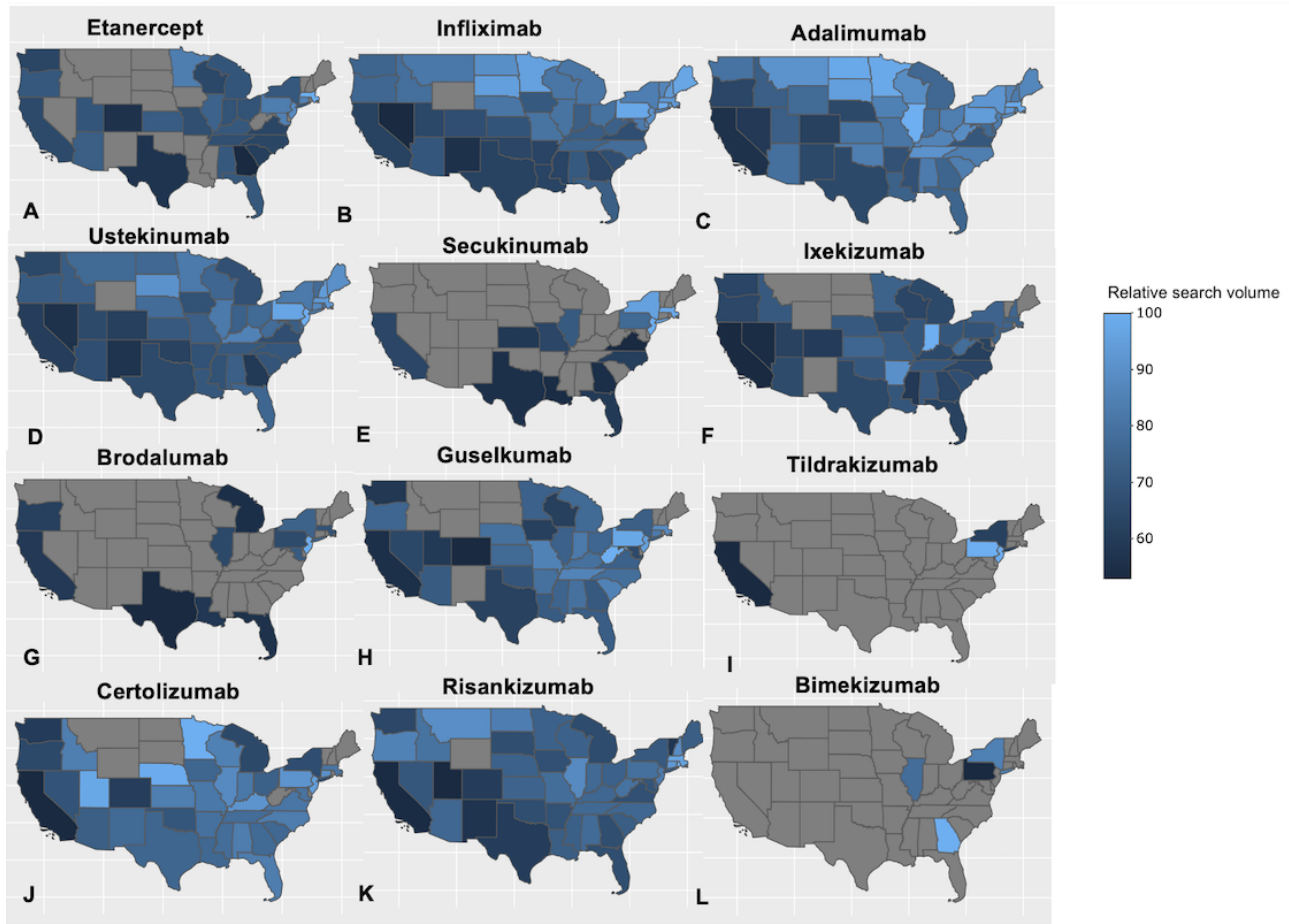 Etanercept
Infliximab
Adalimumab
A
B
C
Ustekinumab
Secukinumab
Ixekizumab
D
E
F
Brodalumab
Guselkumab
Tildrakizumab
G
H
I
Certolizumab
Risankizumab
Bimekizumab
J
K
L
Relative search volume
100
90
80
70
60